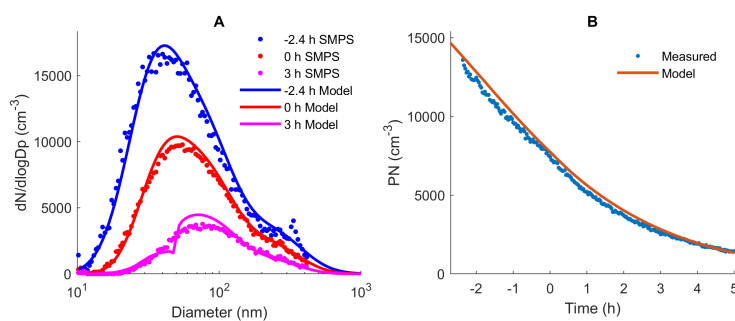 A
dN/dlogDp (cm⁻³)
15000
10000
5000
0
-2.4 h SMPS
0 h SMPS
3 h SMPS
-2.4 h Model
0 h Model
3 h Model
10¹ 10² 10³
Diameter (nm)
B
PN (cm⁻³)
15000
10000
5000
0
Measured
Model
-2 -1 0 1 2 3 4 5
Time (h)